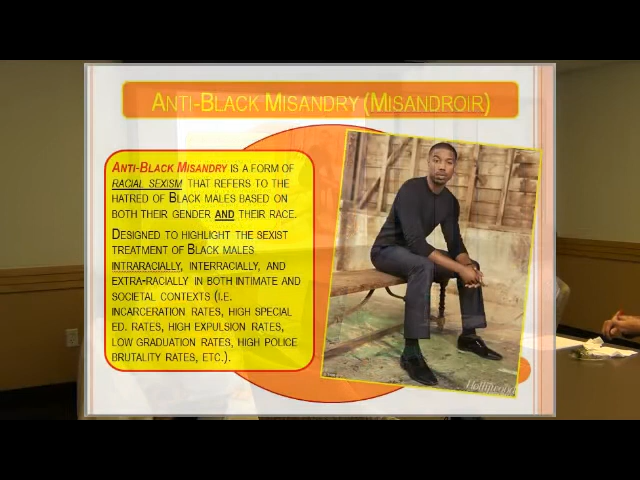 ANTI-BLACK MISANDRY (MISANDROIR)
ANTI-BLACK MISANDRY IS A FORM OF
RACIAL SEXISM THAT REFERS TO THE
HATRED OF BLACK MALES BASED ON
BOTH THEIR GENDER AND THEIR RACE.
DESIGNED TO HIGHLIGHT THE SEXIST
TREATMENT OF BLACK MALES
INTRARACIALLY, INTERRACIALLY, AND
EXTRA-RACIALLY IN BOTH INTIMATE AND
SOCIETAL CONTEXTS (I.E.
INCARCERATION RATES, HIGH SPECIAL
ED. RATES, HIGH EXPULSION RATES,
LOW GRADUATION RATES, HIGH POLICE
BRUTALITY RATES, ETC.).
Hollywood